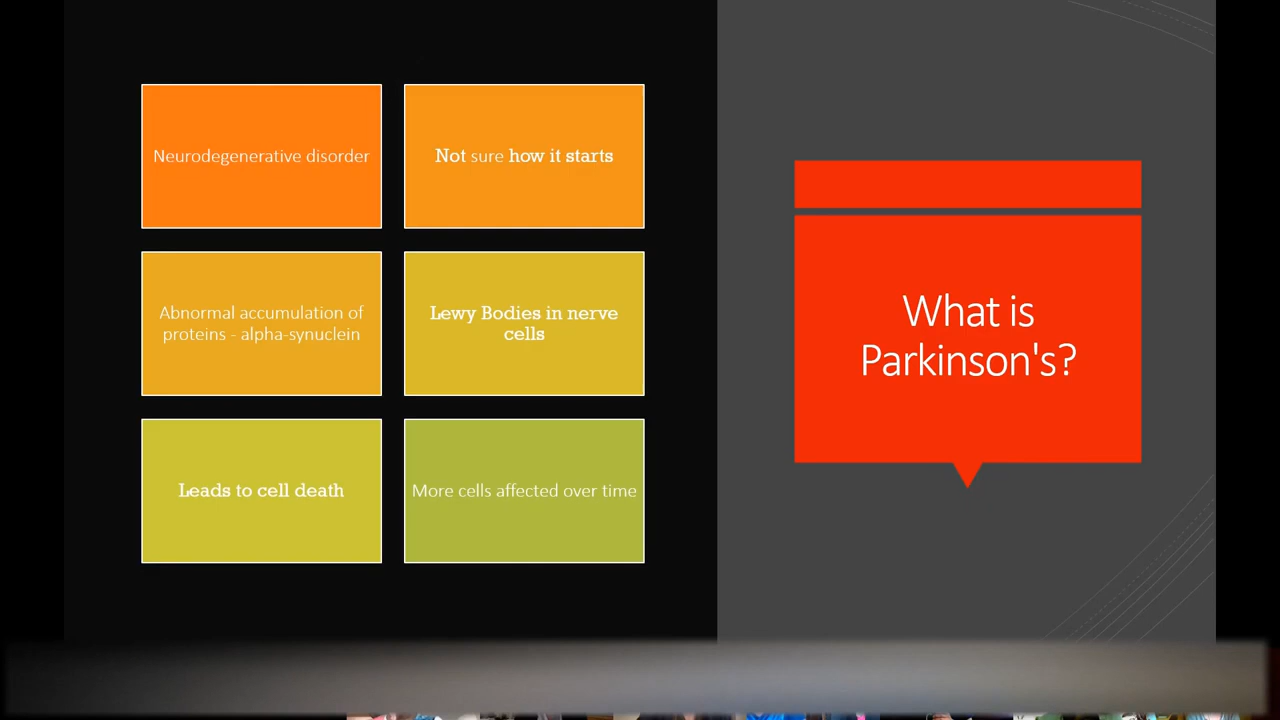 Neurodegenerative disorder
Not sure how it starts
Abnormal accumulation of
proteins - alpha-synuclein
Lewy Bodies in nerve
cells
Leads to cell death
More cells affected over time
What is
Parkinson's?